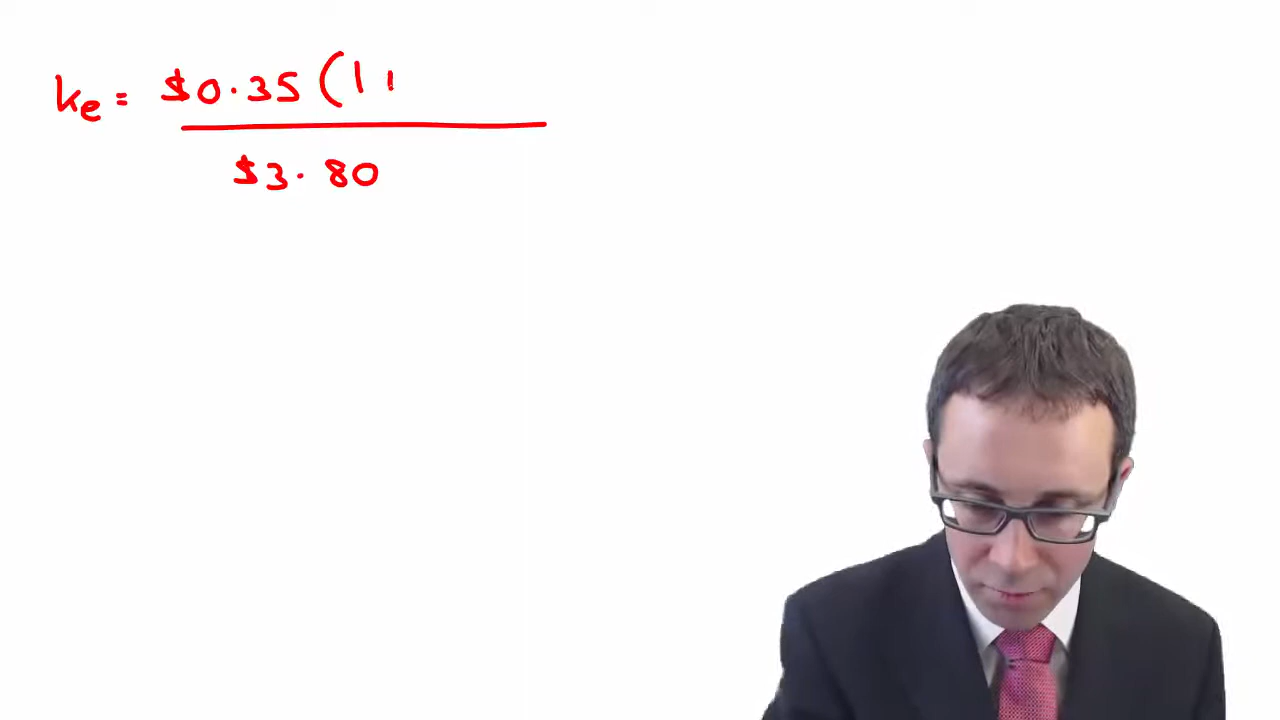 ke = $0.35 (1 ı
$3.80